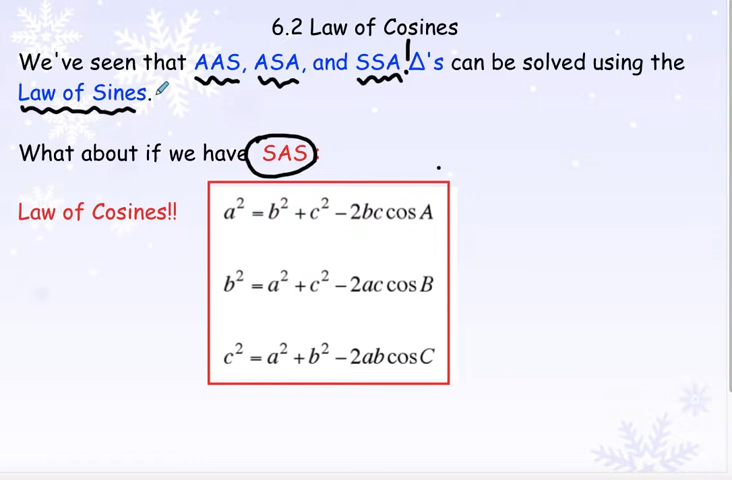 6.2 Law of Cosines
We've seen that AAS, ASA, and SSA! Δ's can be solved using the
Law of Sines.
What about if we have SAS:
Law of Cosines!!
a² = b² + c² − 2bc cos A
b² = a² + c² − 2ac cos B
c² = a² + b² − 2ab cos C